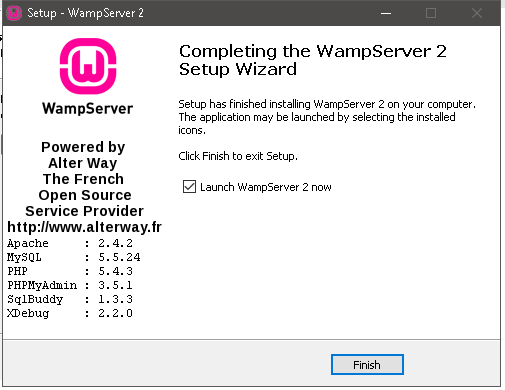 Setup - WampServer 2
WampServer
Powered by
Alter Way
The French
Open Source
Service Provider
http://www.alterway.fr
Apache : 2.4.2
MySQL : 5.5.24
PHP : 5.4.3
PHPMyAdmin : 3.5.1
SqlBuddy : 1.3.3
XDebug : 2.2.0
Completing the WampServer 2
Setup Wizard
Setup has finished installing WampServer 2 on your computer.
The application may be launched by selecting the installed
icons.
Click Finish to exit Setup.
Launch WampServer 2 now
Finish